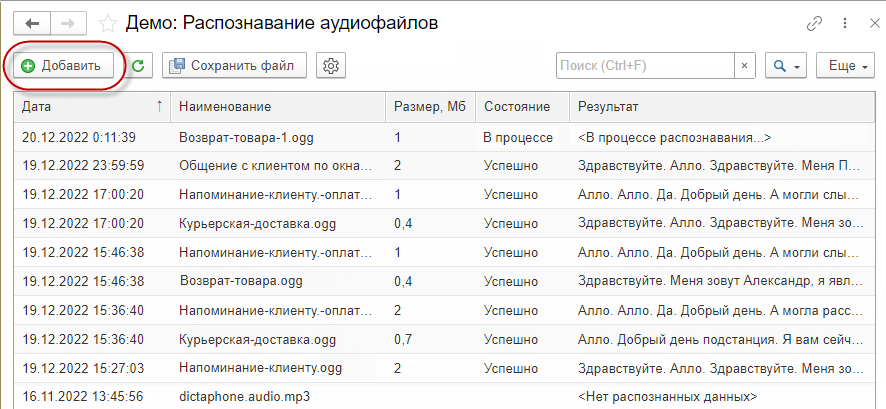 Демо: Распознавание аудиофайлов
Добавить Сохранить файл Поиск (Ctrl+F) × Еще
Дата ↑ Наименование Размер, Мб Состояние Результат
20.12.2022 0:11:39 Возврат-товара-1.ogg 1 В процессе <В процессе распознавания...>
19.12.2022 23:59:59 Общение с клиентом по окна... 2 Успешно Здравствуйте. Алло. Здравствуйте. Меня П...
19.12.2022 17:00:20 Напоминание-клиенту.-оплат... 1 Успешно Алло. Алло. Да. Добрый день. А могли слы...
19.12.2022 17:00:20 Курьерская-доставка.ogg 0,4 Успешно Здравствуйте. Алло. Здравствуйте. Меня зо...
19.12.2022 15:46:38 Напоминание-клиенту.-оплат... 1 Успешно Алло. Алло. Да. Добрый день. А могли слы...
19.12.2022 15:46:38 Возврат-товара.ogg 0,4 Успешно Здравствуйте. Меня зовут Александр, я явл...
19.12.2022 15:36:40 Напоминание-клиенту.-оплат... 2 Успешно Алло. Алло. Да. Добрый день. А могла расс...
19.12.2022 15:36:40 Курьерская-доставка.ogg 0,7 Успешно Алло. Добрый день подстанция. Я вам сейч...
19.12.2022 15:27:03 Напоминание-клиенту.ogg 2 Успешно Здравствуйте. Алло. Здравствуйте. Меня зо...
16.11.2022 13:45:56 dictaphone.audio.mp3 <Нет распознанных данных>